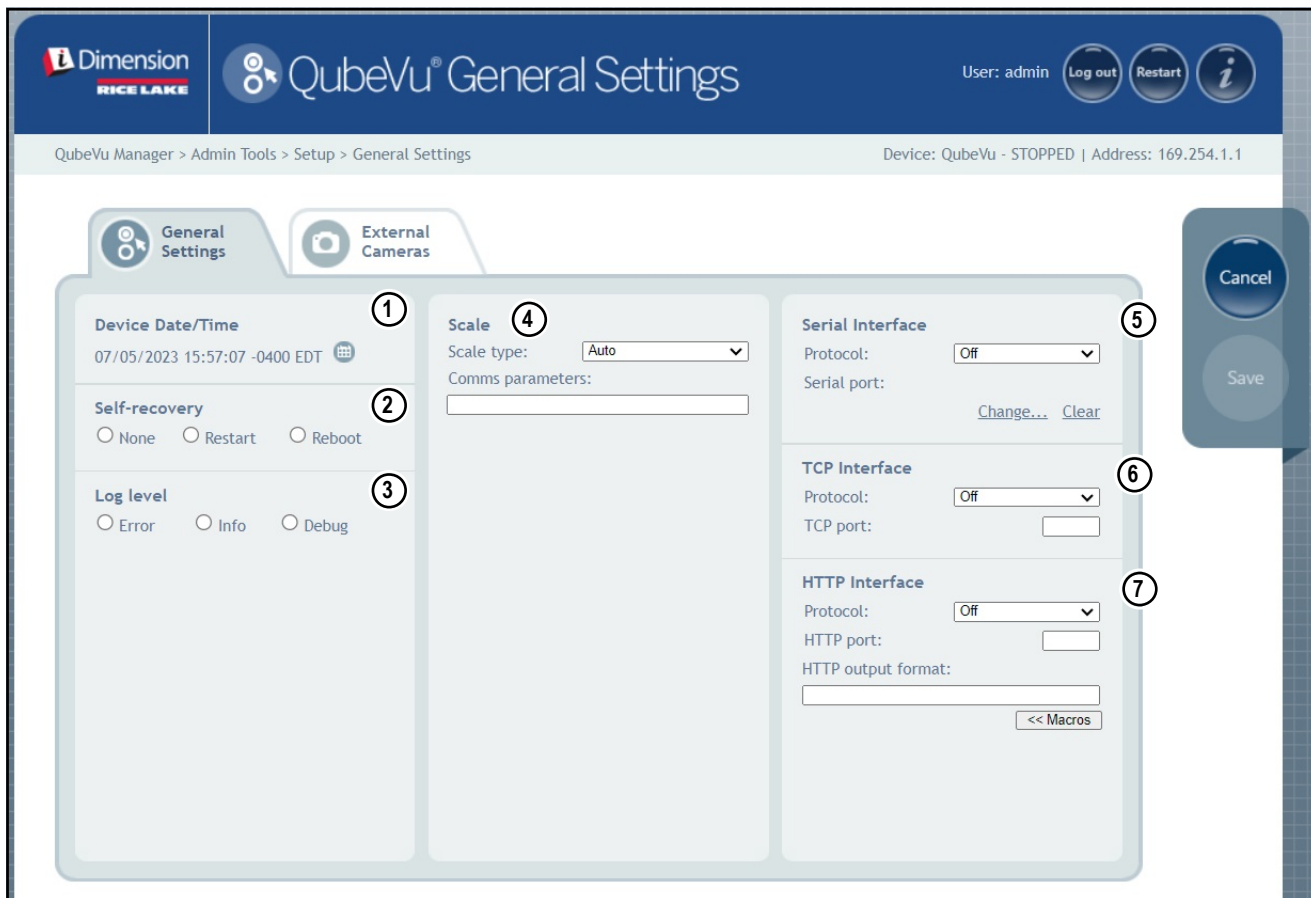 i Dimension
RICE LAKE
QubeVu® General Settings
User: admin
Log out
Restart
i
QubeVu Manager > Admin Tools > Setup > General Settings
Device: QubeVu - STOPPED | Address: 169.254.1.1
General
Settings
External
Cameras
Cancel
Save
1
Device Date/Time
07/05/2023 15:57:07 -0400 EDT
2
Self-recovery
None Restart Reboot
3
Log level
Error Info Debug
Scale 4
Scale type: Auto
Comms parameters:
Serial Interface 5
Protocol: Off
Serial port:
Change... Clear
TCP Interface 6
Protocol: Off
TCP port:
HTTP Interface 7
Protocol: Off
HTTP port:
HTTP output format:
<< Macros